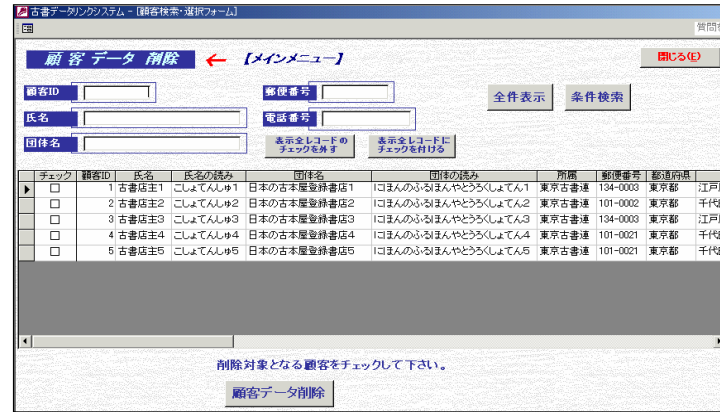 古書データリンクシステム - [顧客検索・選択フォーム]
顧客データ 削除 ← 【メインメニュー】 閉じる(E)
顧客ID 郵便番号 全件表示 条件検索
氏名 電話番号
団体名 表示全レコードのチェックを外す 表示全レコードにチェックを付ける
チェック 顧客ID 氏名 氏名の読み 団体名 団体の読み 所属 郵便番号 都道府県
1 古書店主1 こしょてんしゅ1 日本の古本屋登録書店1 にほんのふるほんやとうろくしょてん1 東京古書連 134-0003 東京都 江戸
2 古書店主2 こしょてんしゅ2 日本の古本屋登録書店2 にほんのふるほんやとうろくしょてん2 東京古書連 101-0002 東京都 千代
3 古書店主3 こしょてんしゅ3 日本の古本屋登録書店3 にほんのふるほんやとうろくしょてん3 東京古書連 134-0003 東京都 江戸
4 古書店主4 こしょてんしゅ4 日本の古本屋登録書店4 にほんのふるほんやとうろくしょてん4 東京古書連 101-0021 東京都 千代
5 古書店主5 こしょてんしゅ5 日本の古本屋登録書店5 にほんのふるほんやとうろくしょてん5 東京古書連 101-0021 東京都 千代
削除対象となる顧客をチェックして下さい。
顧客データ削除